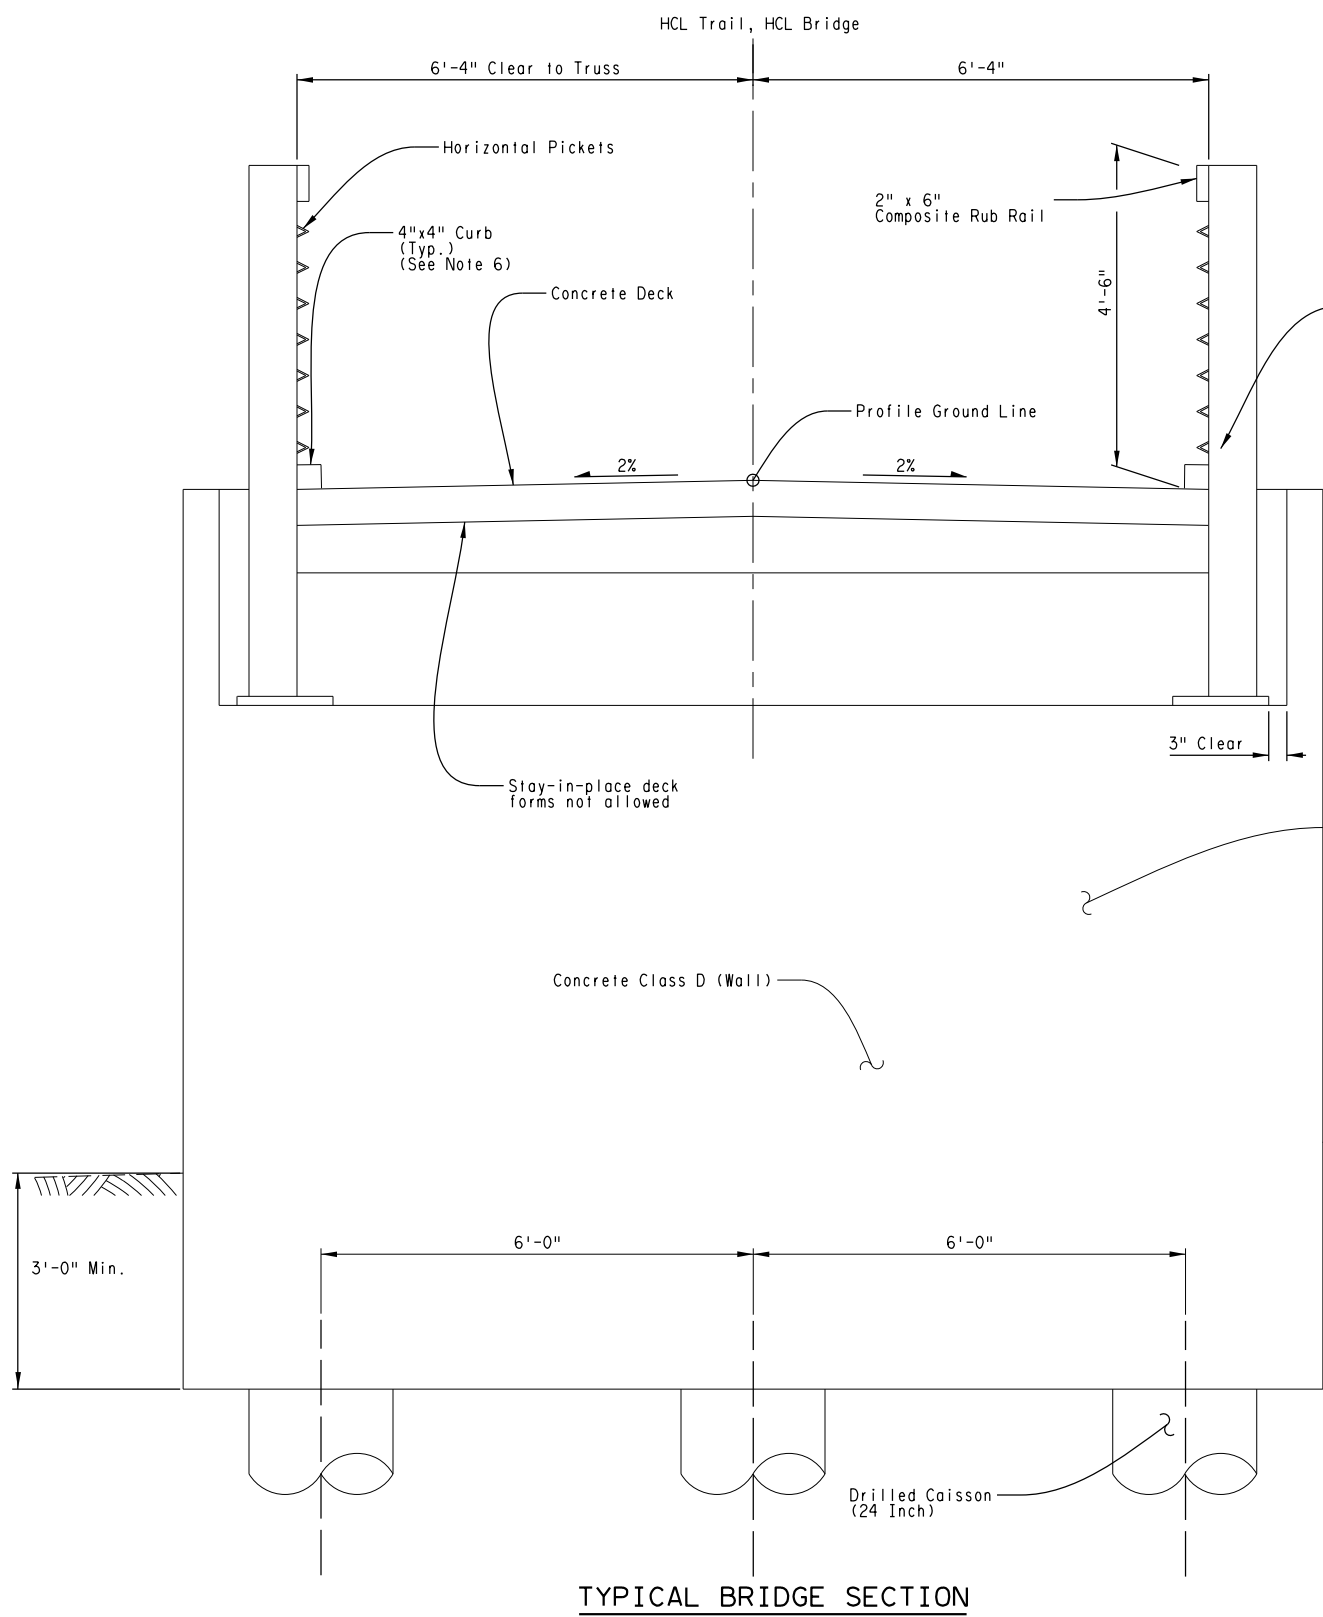 HCL Trail, HCL Bridge
6'-4" Clear to Truss
6'-4"
Horizontal Pickets
2" x 6"
Composite Rub Rail
4"x4" Curb
(Typ.)
(See Note 6)
4'-6"
Concrete Deck
Profile Ground Line
2%
2%
3" Clear
Stay-in-place deck
forms not allowed
Concrete Class D (Wall)
6'-0"
6'-0"
3'-0" Min.
Drilled Caisson
(24 Inch)
TYPICAL BRIDGE SECTION